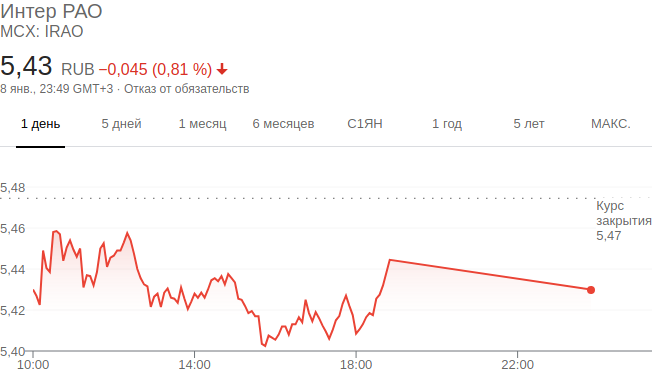 Интер РАО
MCX: IRAO
5,43 RUB −0,045 (0,81 %)
8 янв., 23:49 GMT+3 · Отказ от обязательств
1 день 5 дней 1 месяц 6 месяцев С1ЯН 1 год 5 лет МАКС.
5,48
Курс
закрытия
5,47
5,46
5,44
5,42
5,40
10:00 14:00 18:00 22:00